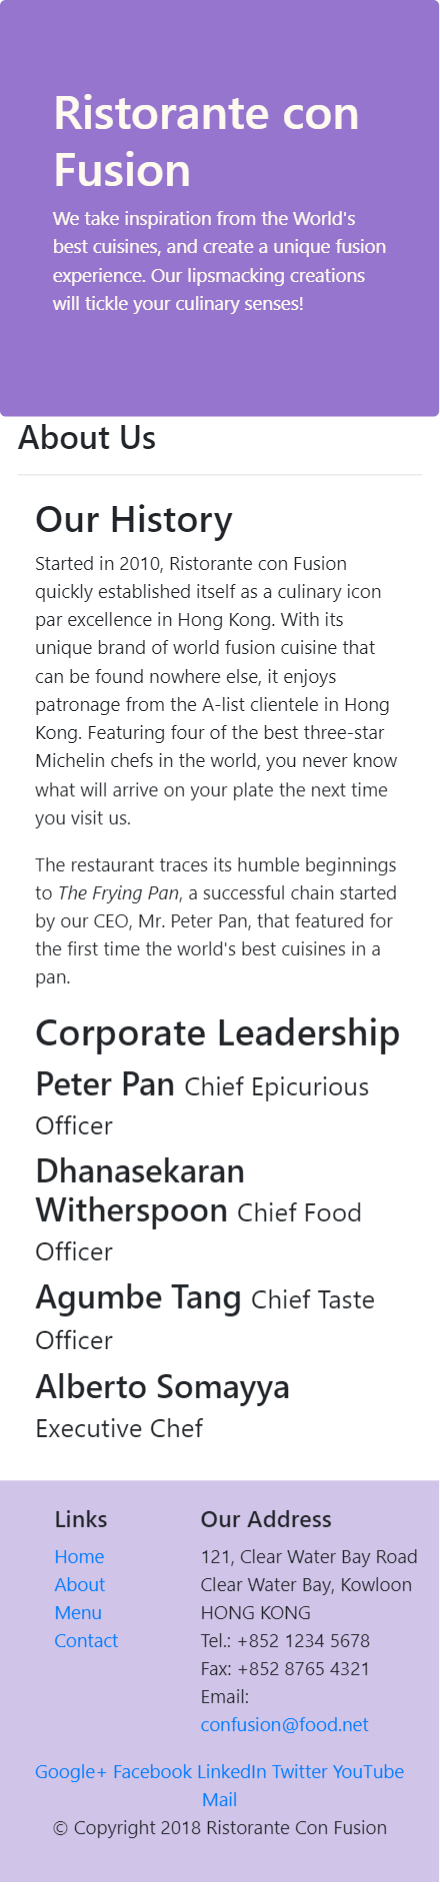 Ristorante con
Fusion
We take inspiration from the World's
best cuisines, and create a unique fusion
experience. Our lipsmacking creations
will tickle your culinary senses!
About Us
Our History
Started in 2010, Ristorante con Fusion
quickly established itself as a culinary icon
par excellence in Hong Kong. With its
unique brand of world fusion cuisine that
can be found nowhere else, it enjoys
patronage from the A-list clientele in Hong
Kong. Featuring four of the best three-star
Michelin chefs in the world, you never know
what will arrive on your plate the next time
you visit us.
The restaurant traces its humble beginnings
to The Frying Pan, a successful chain started
by our CEO, Mr. Peter Pan, that featured for
the first time the world's best cuisines in a
pan.
Corporate Leadership
Peter Pan Chief Epicurious
Officer
Dhanasekaran
Witherspoon Chief Food
Officer
Agumbe Tang Chief Taste
Officer
Alberto Somayya
Executive Chef
Links
Home
About
Menu
Contact
Our Address
121, Clear Water Bay Road
Clear Water Bay, Kowloon
HONG KONG
Tel.: +852 1234 5678
Fax: +852 8765 4321
Email:
confusion@food.net
Google+ Facebook LinkedIn Twitter YouTube
Mail
© Copyright 2018 Ristorante Con Fusion